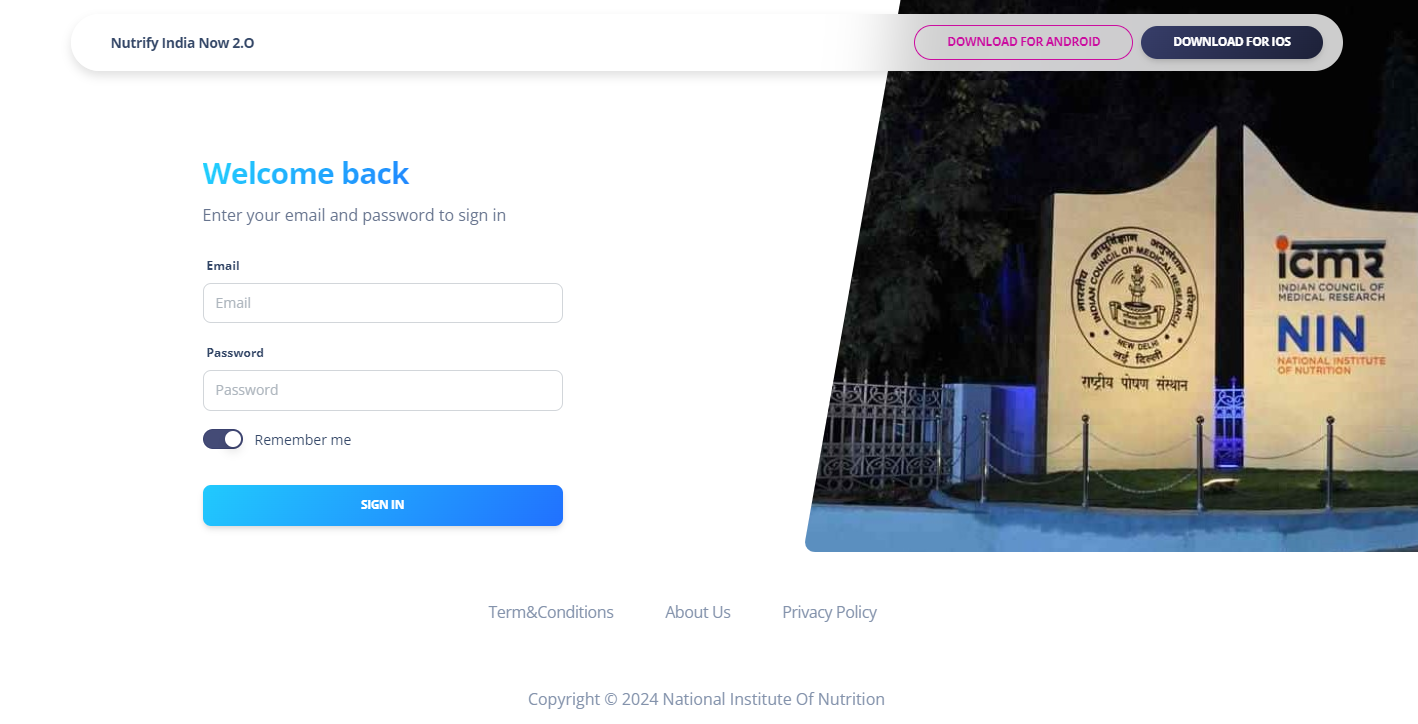 Nutrify India Now 2.O
DOWNLOAD FOR ANDROID
DOWNLOAD FOR IOS
Welcome back
Enter your email and password to sign in
Email
Email
Password
Password
Remember me
SIGN IN
भारतीय आयुर्विज्ञान अनुसंधान परिषद
INDIAN COUNCIL OF MEDICAL RESEARCH
NEW DELHI
नई दिल्ली
राष्ट्रीय पोषण संस्थान
icmr
INDIAN COUNCIL OF
MEDICAL RESEARCH
NIN
NATIONAL INSTITUTE
OF NUTRITION
Term&Conditions
About Us
Privacy Policy
Copyright © 2024 National Institute Of Nutrition